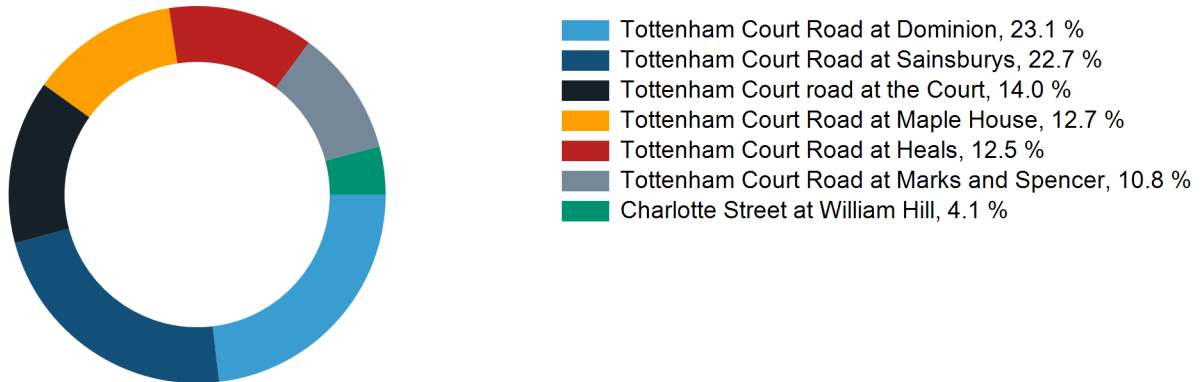 Tottenham Court Road at Dominion, 23.1 %
Tottenham Court Road at Sainsburys, 22.7 %
Tottenham Court road at the Court, 14.0 %
Tottenham Court Road at Maple House, 12.7 %
Tottenham Court Road at Heals, 12.5 %
Tottenham Court Road at Marks and Spencer, 10.8 %
Charlotte Street at William Hill, 4.1 %